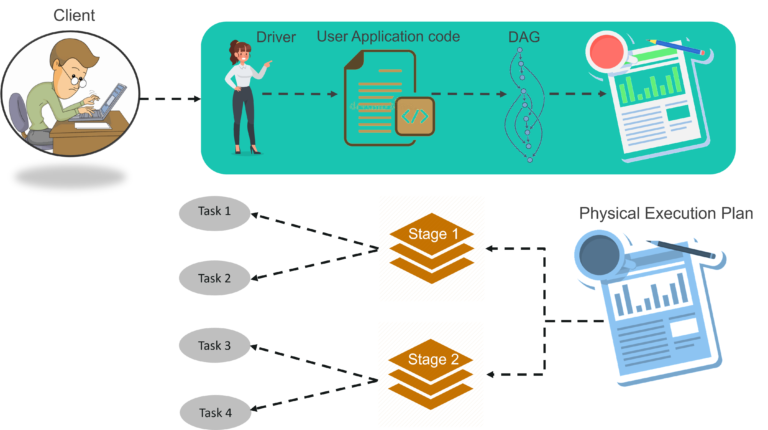 Client
Driver
User Application code
DAG
</>
Physical Execution Plan
Task 1
Stage 1
Task 2
Task 3
Stage 2
Task 4